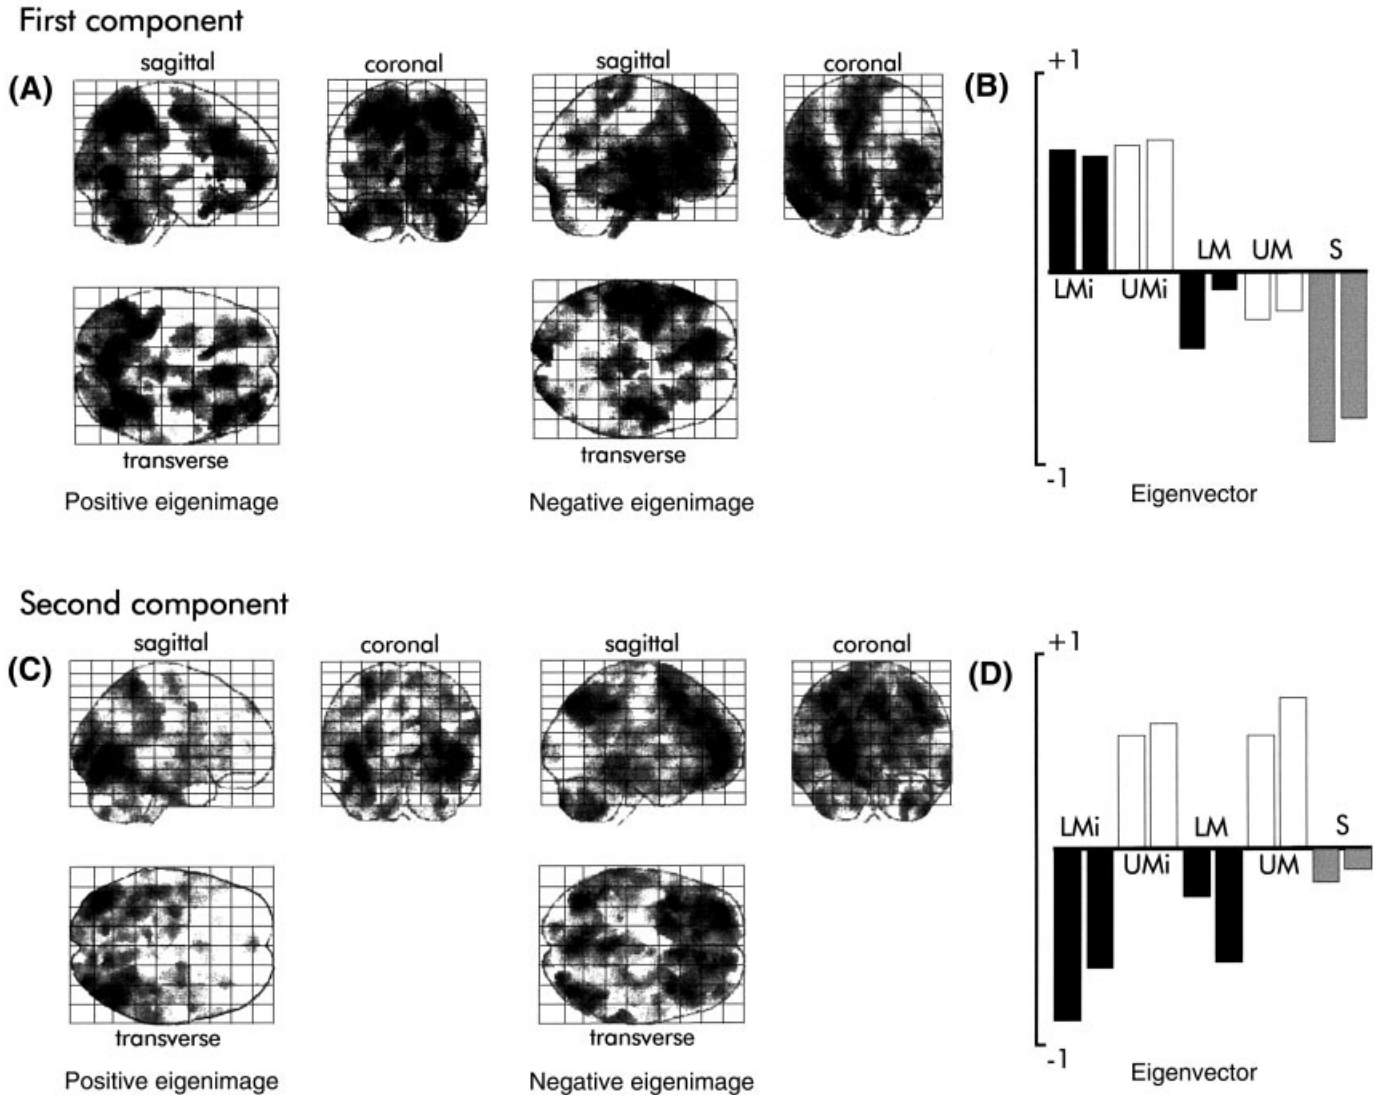 First component
sagittal coronal sagittal coronal
(A) (B)
+1
LM UM S
LMi UMi
-1
transverse transverse
Positive eigenimage Negative eigenimage Eigenvector
Second component
sagittal coronal sagittal coronal
(C) (D)
+1
LMi LM S
UMi UM
-1
transverse transverse
Positive eigenimage Negative eigenimage Eigenvector